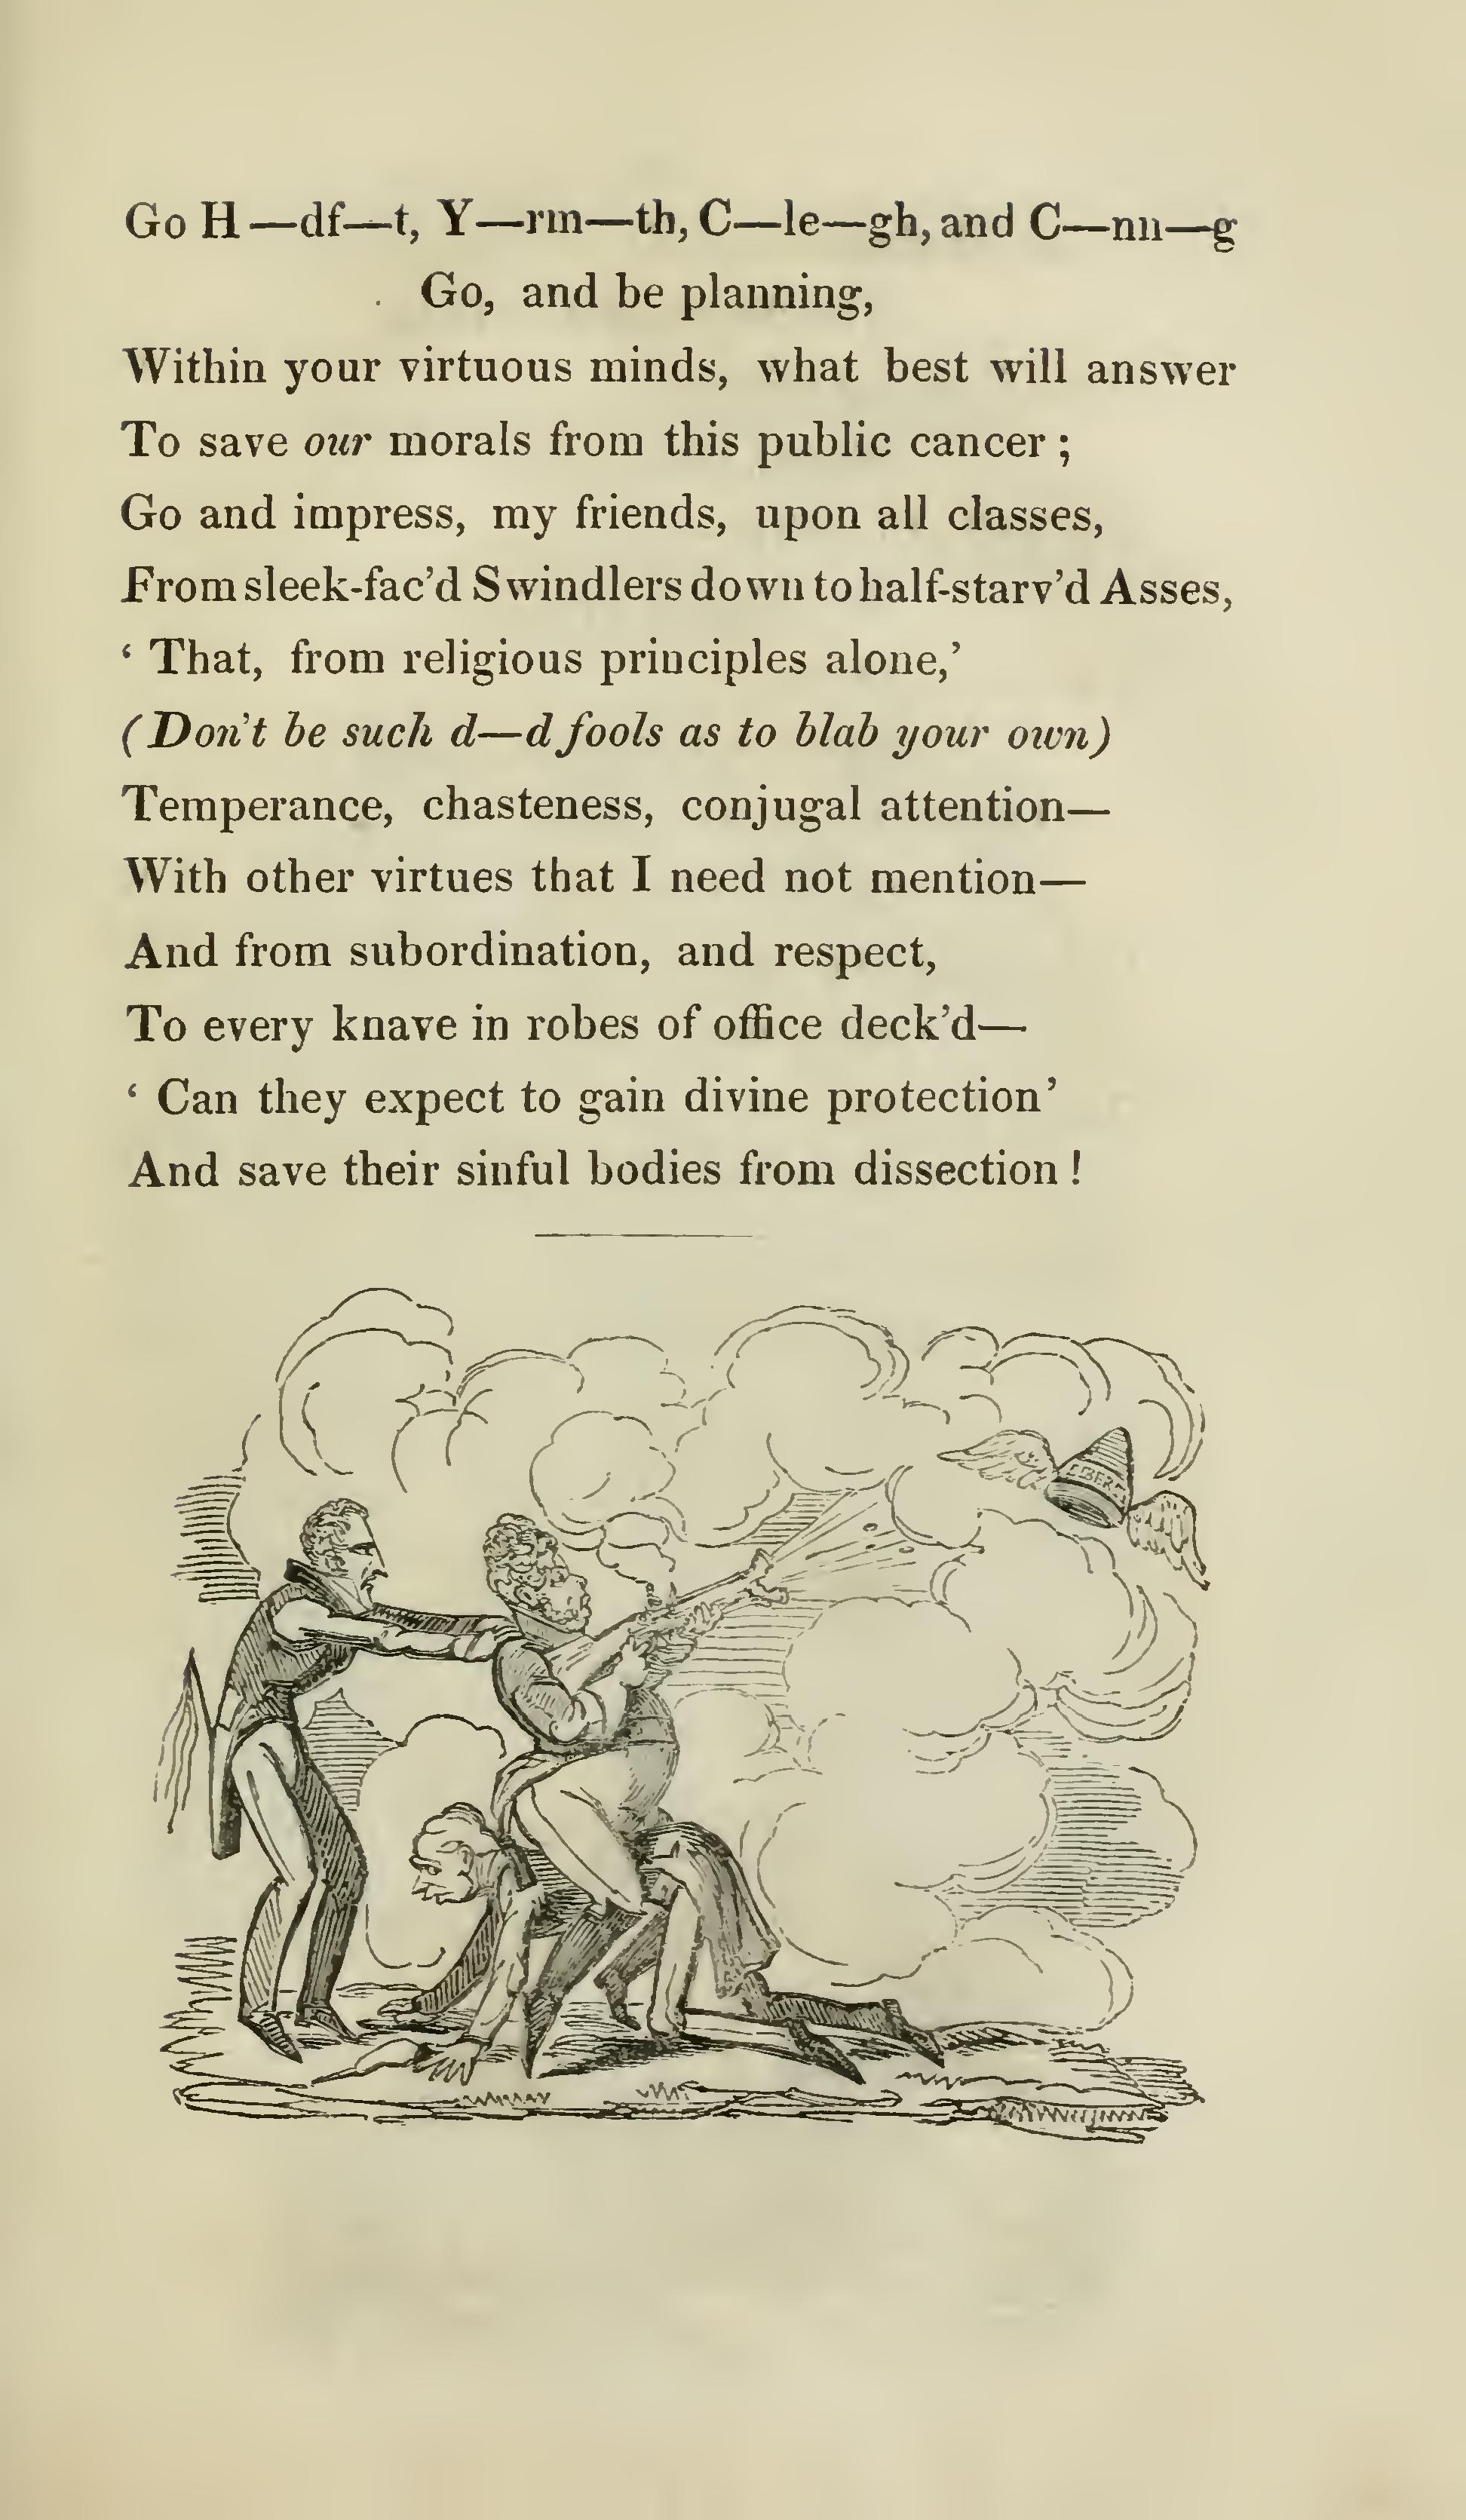 Go H—df—t, Y—rm—th, C—le—gh, and C—nn—g
Go, and be planning,
Within your virtuous minds, what best will answer
To save our morals from this public cancer;
Go and impress, my friends, upon all classes,
From sleek-fac'd Swindlers down to half-starv'd Asses,
‘ That, from religious principles alone,’
(Don't be such d—d fools as to blab your own)
Temperance, chasteness, conjugal attention—
With other virtues that I need not mention—
And from subordination, and respect,
To every knave in robes of office deck'd—
‘ Can they expect to gain divine protection’
And save their sinful bodies from dissection!